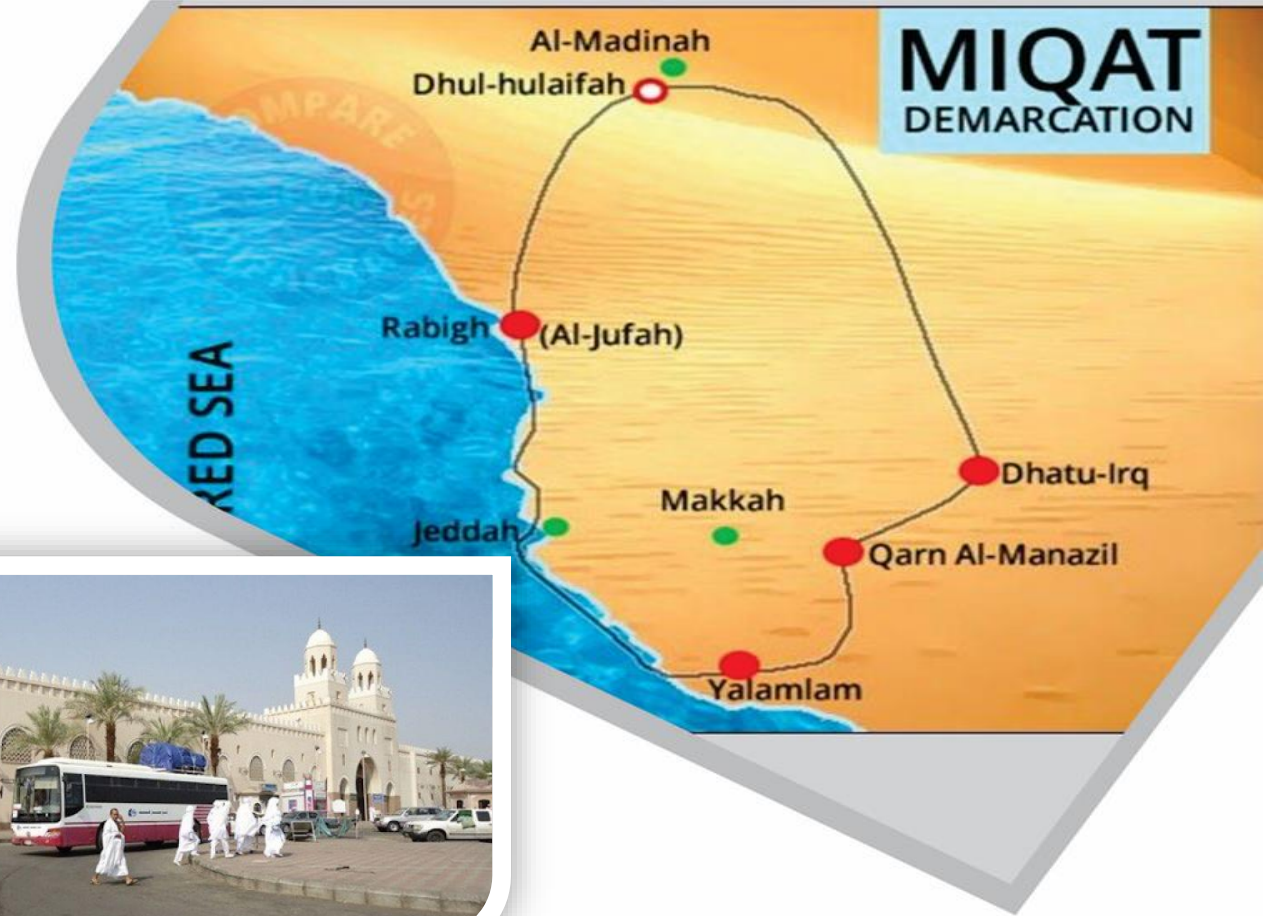 MIQAT
DEMARCATION
Al-Madinah
Dhul-hulaifah
Rabigh (Al-Jufah)
RED SEA
Dhatu-Irq
Makkah
Jeddah
Qarn Al-Manazil
Yalamlam